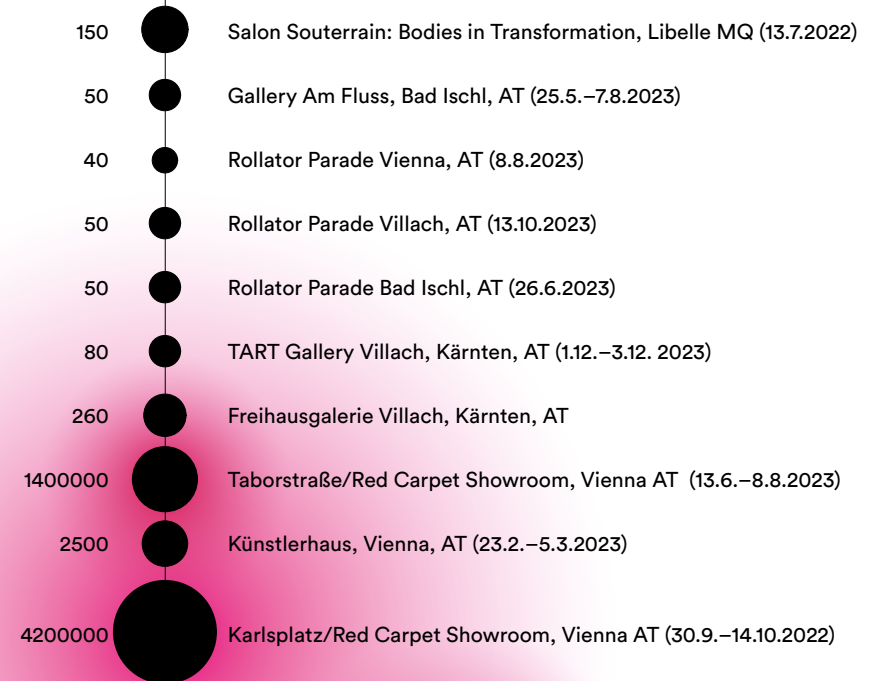 150 Salon Souterrain: Bodies in Transformation, Libelle MQ (13.7.2022)
50 Gallery Am Fluss, Bad Ischl, AT (25.5.–7.8.2023)
40 Rollator Parade Vienna, AT (8.8.2023)
50 Rollator Parade Villach, AT (13.10.2023)
50 Rollator Parade Bad Ischl, AT (26.6.2023)
80 TART Gallery Villach, Kärnten, AT (1.12.–3.12. 2023)
260 Freihausgalerie Villach, Kärnten, AT
1400000 Taborstraße/Red Carpet Showroom, Vienna AT  (13.6.–8.8.2023)
2500 Künstlerhaus, Vienna, AT (23.2.–5.3.2023)
4200000 Karlsplatz/Red Carpet Showroom, Vienna AT (30.9.–14.10.2022)